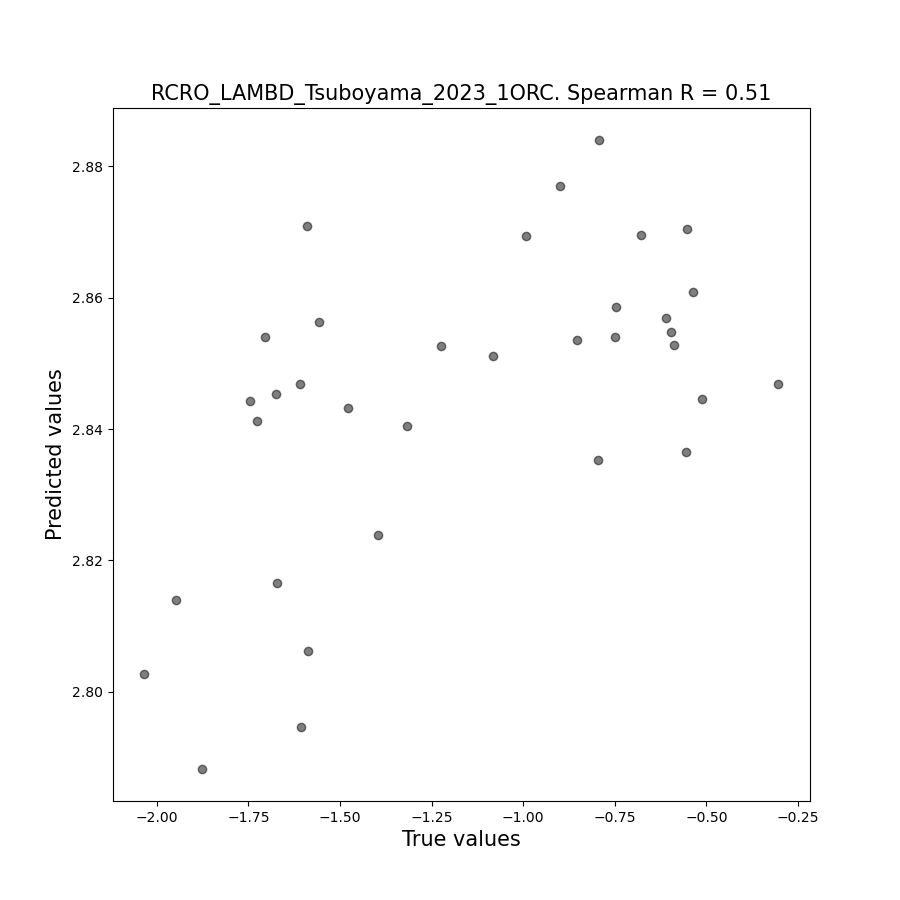 RCRO_LAMBD_Tsuboyama_2023_1ORC. Spearman R = 0.51
2.88
2.86
2.84
2.82
2.80
Predicted values
−2.00 −1.75 −1.50 −1.25 −1.00 −0.75 −0.50 −0.25
True values